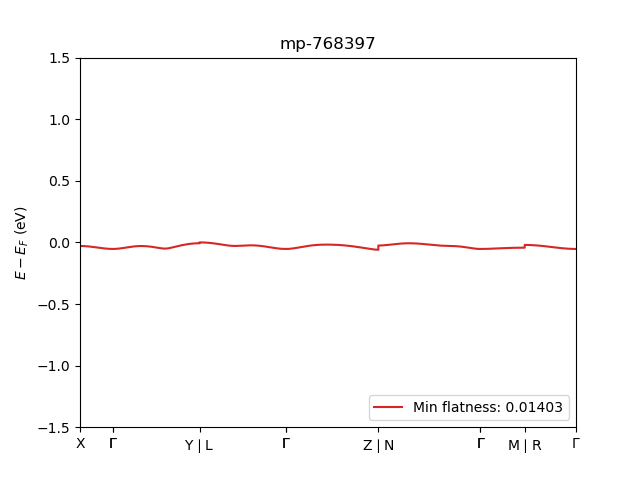 mp-768397
E − E_F (eV)
1.5
1.0
0.5
0.0
−0.5
−1.0
−1.5
Min flatness: 0.01403
X Γ Y | L Γ Z | N Γ M | R Γ